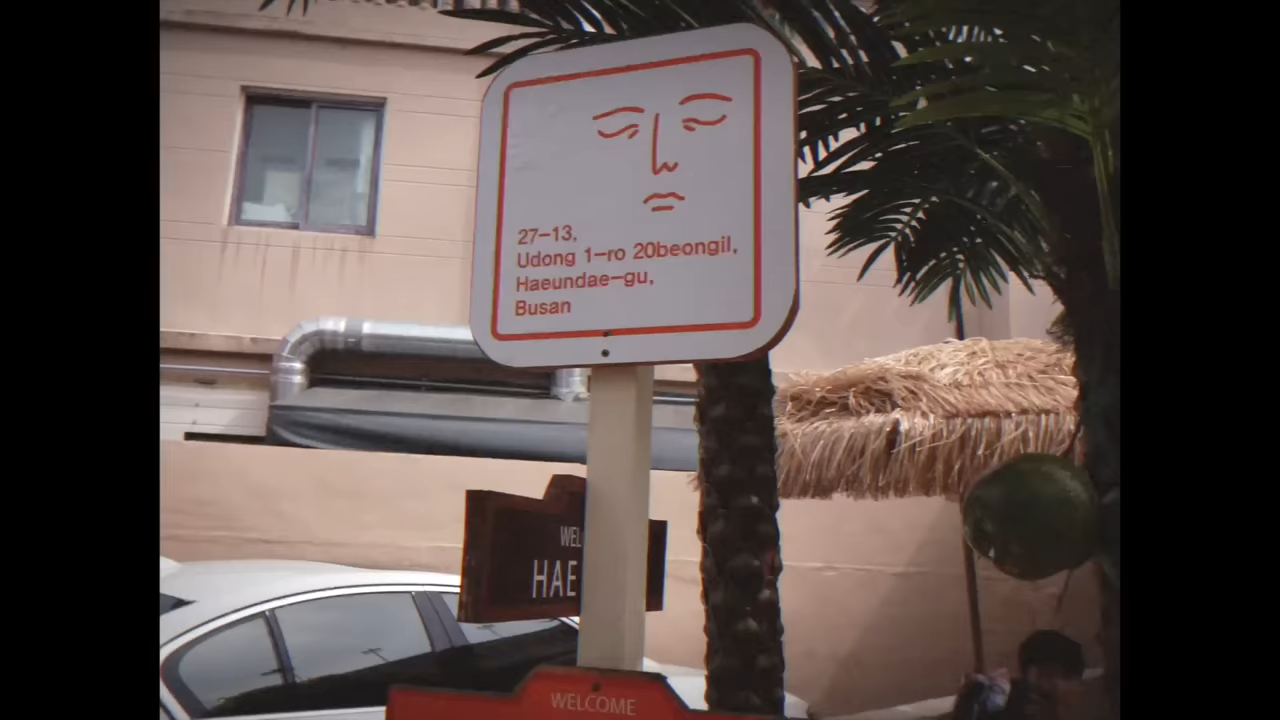 27-13,
Udong 1-ro 20beongil,
Haeundae-gu,
Busan
WEL
HAE
WELCOME